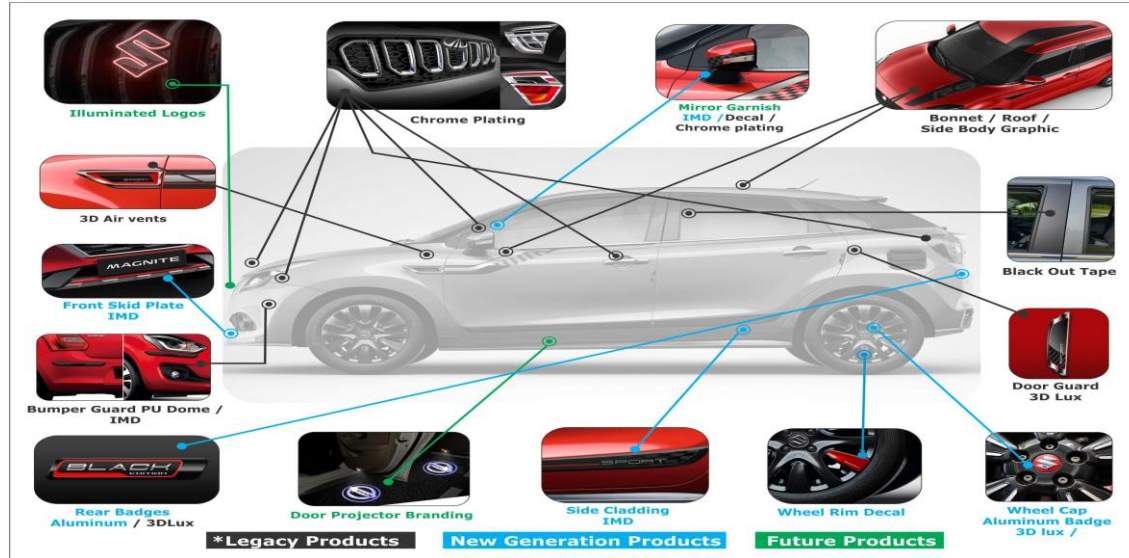 Illuminated Logos
Chrome Plating
Mirror Garnish
IMD /Decal /
Chrome plating
Bonnet / Roof /
Side Body Graphic
SPORT
3D Air vents
Black Out Tape
MAGNITE
Front Skid Plate
IMD
Bumper Guard PU Dome /
IMD
Door Guard
3D Lux
BLACK
EDITION
Rear Badges
Aluminum / 3DLux
Door Projector Branding
SPORT
Side Cladding
IMD
Wheel Rim Decal
Wheel Cap
Aluminum Badge
3D lux /
*Legacy Products
New Generation Products
Future Products